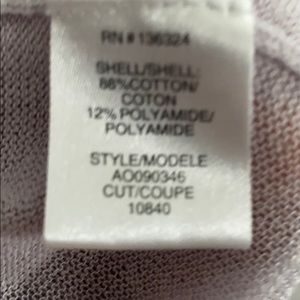 RN # 136324
SHELL/SHELL:
88%COTTON/
COTON
12% POLYAMIDE/
POLYAMIDE
STYLE/MODELE
AO090346
CUT/COUPE
10840